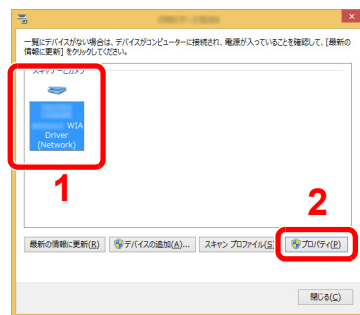 一覧にデバイスがない場合は、デバイスがコンピューターに接続され、電源が入っていることを確認して、[最新の
情報に更新] をクリックしてください。
スキャナーとカメラ
WIA
Driver
(Network)
1
2
最新の情報に更新(R)
デバイスの追加(A)...
スキャン プロファイル(S)
プロパティ(P)
閉じる(C)